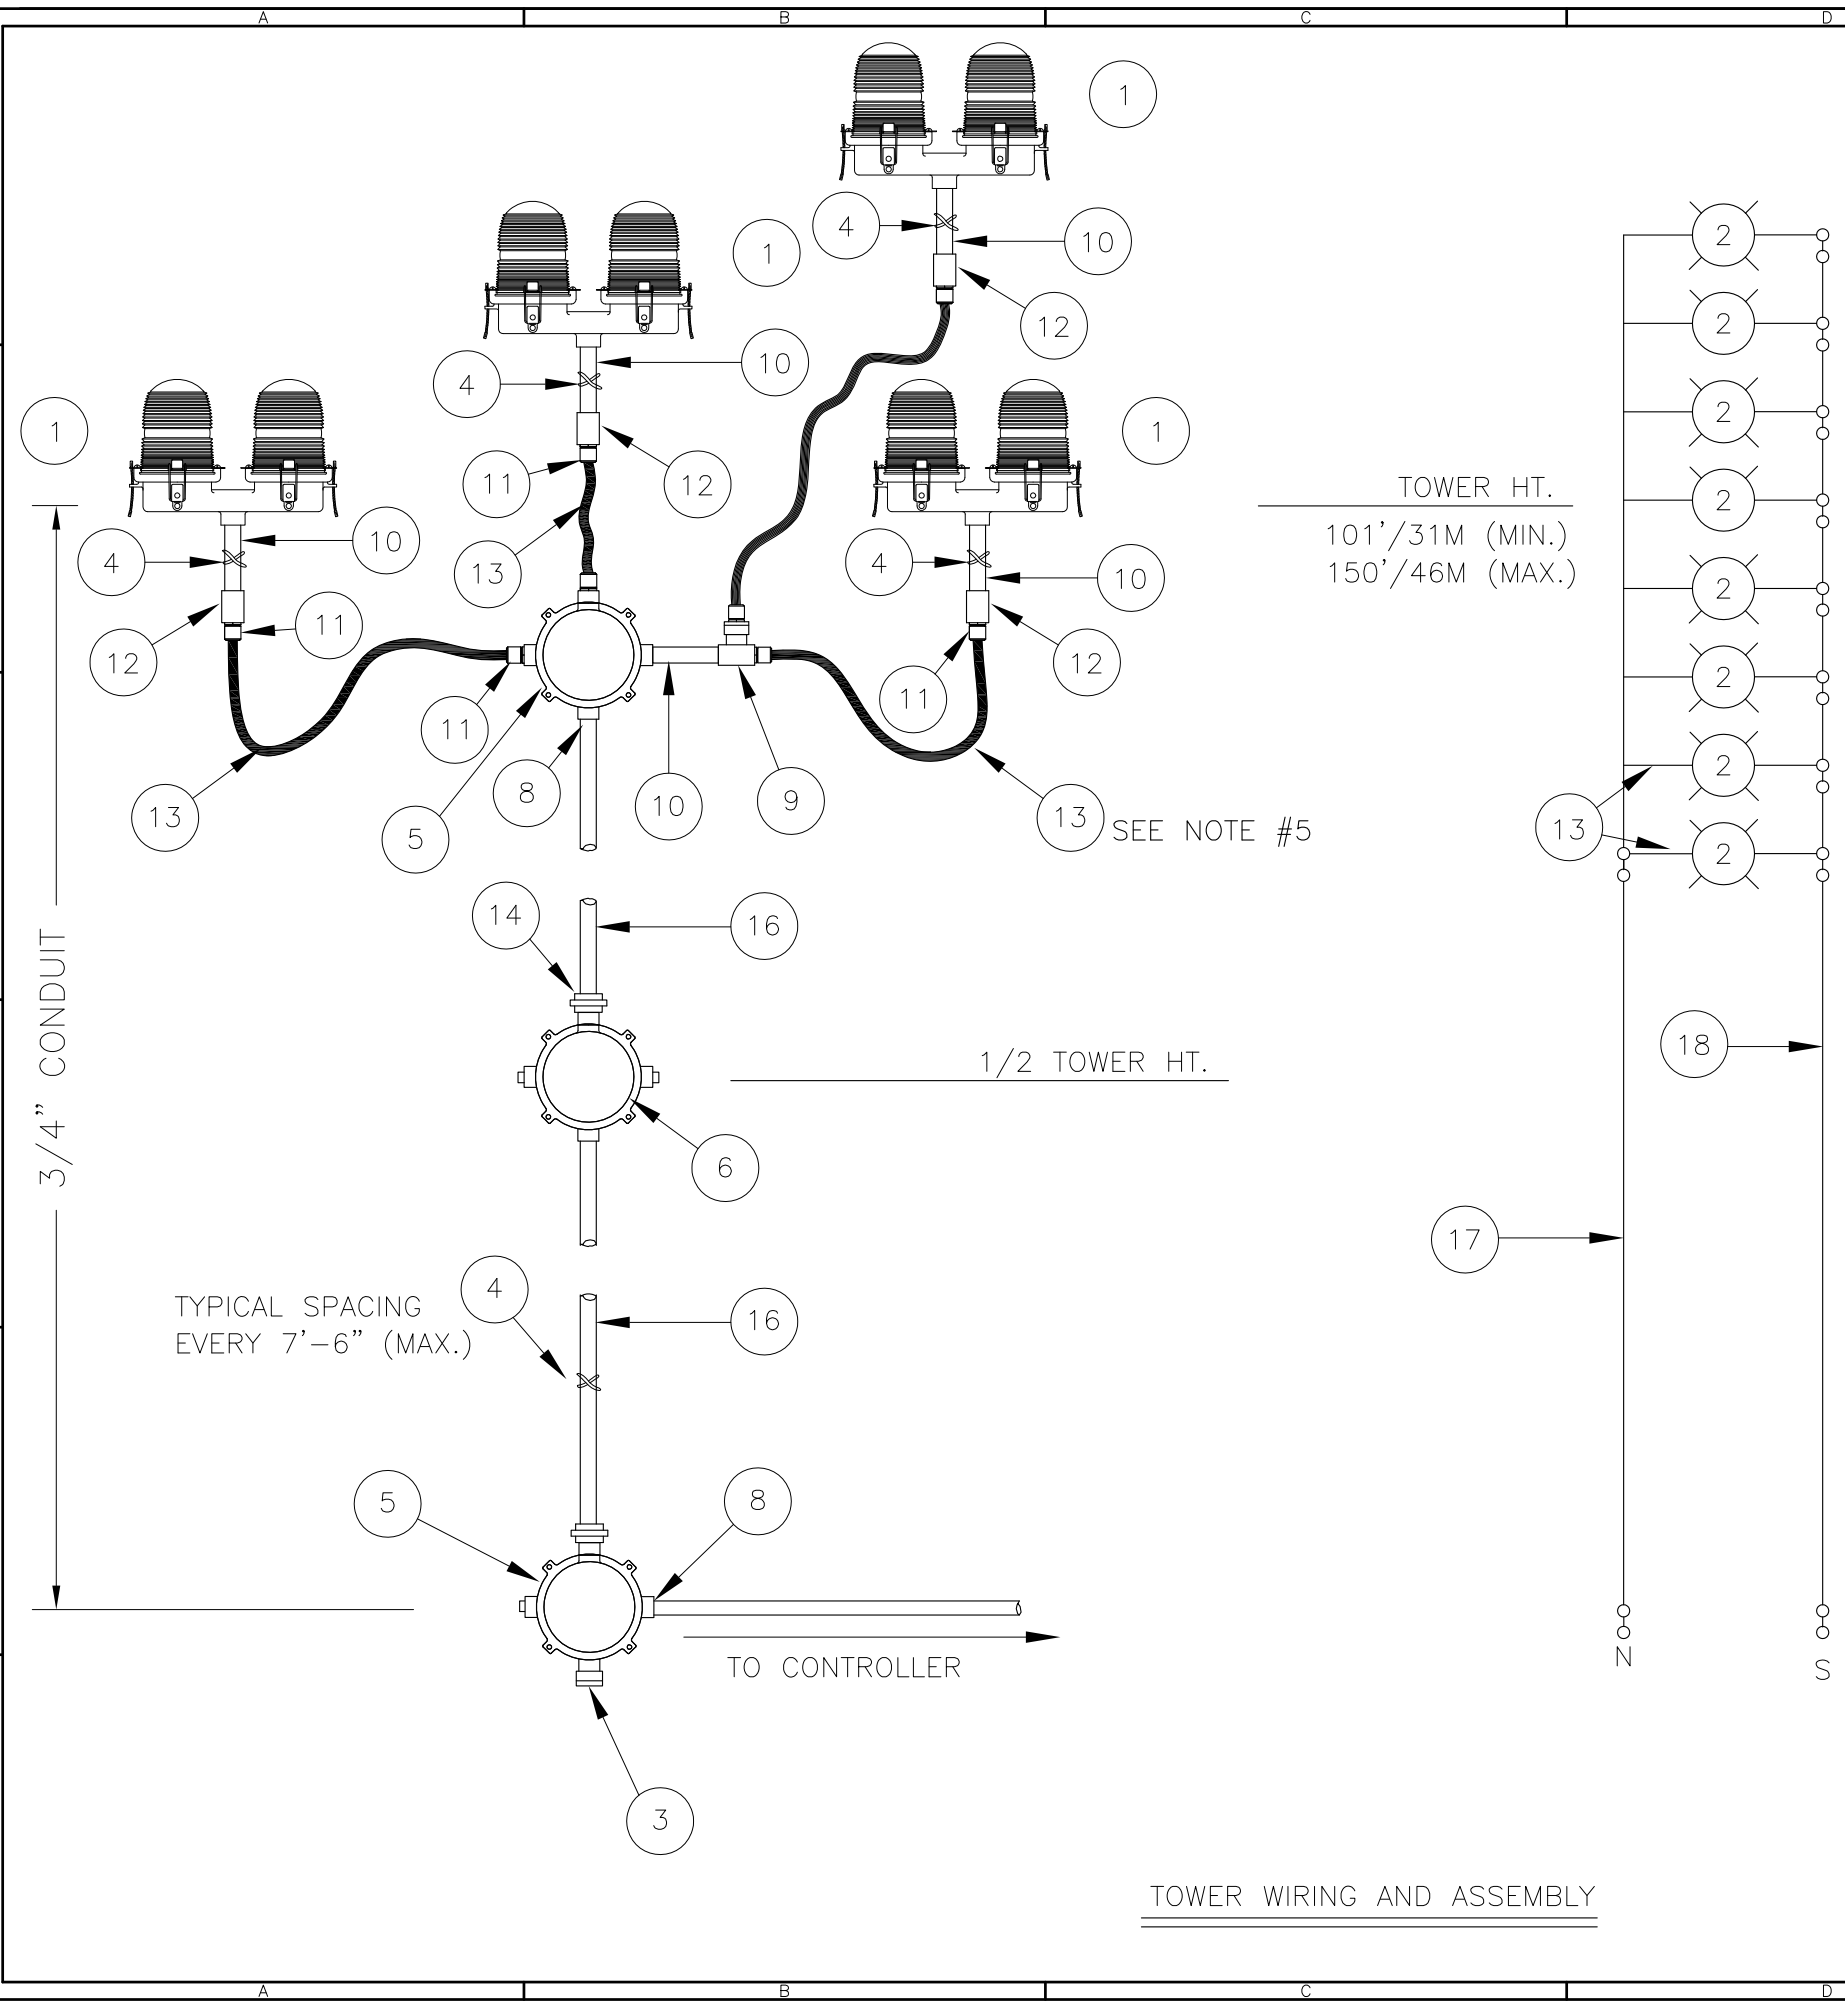 A B C D
1
4 10
1 2
12
10 2
4
1 1 2
11 12 TOWER HT. 2
10 101'/31M (MIN.)
4 13 4 10 150'/46M (MAX.) 2
11
12 12 2
11 11
8 10 9 2
13 5 13 SEE NOTE #5 13 2
14 16
18
3/4" CONDUIT
1/2 TOWER HT.
6
17
4
TYPICAL SPACING 16
EVERY 7'-6" (MAX.)
5 8
N S
TO CONTROLLER
3
TOWER WIRING AND ASSEMBLY
A B C D